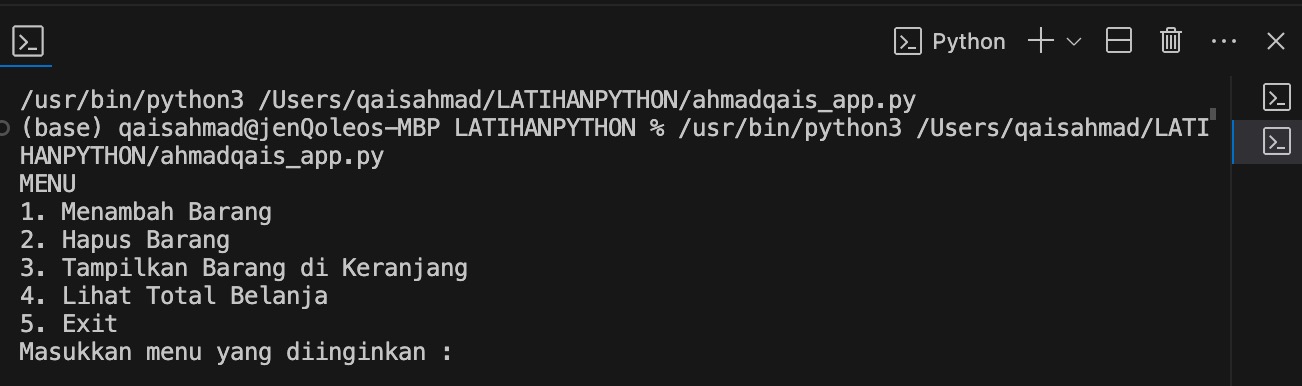 Python
/usr/bin/python3 /Users/qaisahmad/LATIHANPYTHON/ahmadqais_app.py
(base) qaisahmad@jenQoleos-MBP LATIHANPYTHON % /usr/bin/python3 /Users/qaisahmad/LATI
HANPYTHON/ahmadqais_app.py
MENU
1. Menambah Barang
2. Hapus Barang
3. Tampilkan Barang di Keranjang
4. Lihat Total Belanja
5. Exit
Masukkan menu yang diinginkan :